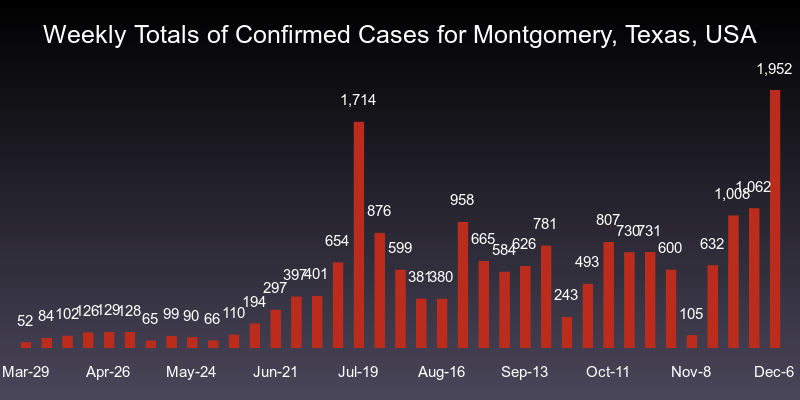 Weekly Totals of Confirmed Cases for Montgomery, Texas, USA
52 84 102 126 129 128 65 99 90 66 110 194 297 397 401 654 1,714 876 599 381 380 958 665 584 626 781 243 493 807 730 731 600 105 632 1,008 1,062 1,952
Mar-29 Apr-26 May-24 Jun-21 Jul-19 Aug-16 Sep-13 Oct-11 Nov-8 Dec-6